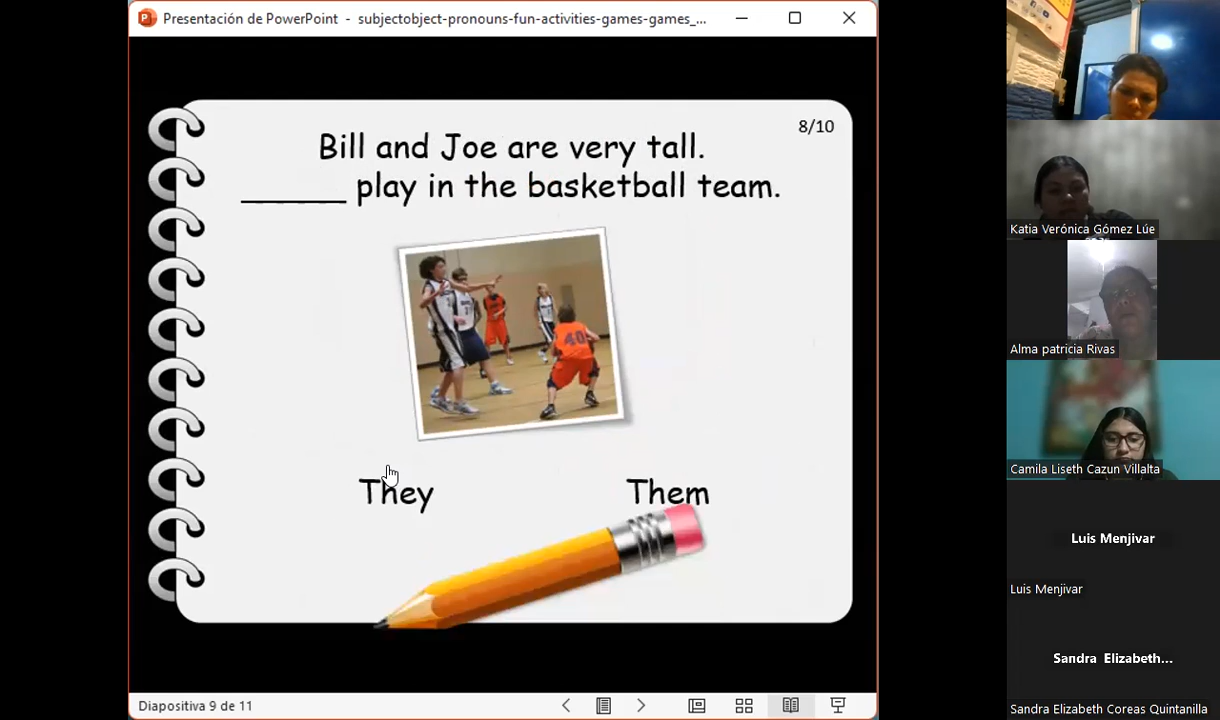 Presentación de PowerPoint - subjectobject-pronouns-fun-activities-games-games_...
8/10
Bill and Joe are very tall.
______ play in the basketball team.
40
They
Them
Diapositiva 9 de 11
Katia Verónica Gómez Lúe
Alma patricia Rivas
Camila Liseth Cazun Villalta
Luis Menjivar
Luis Menjivar
Sandra Elizabeth...
Sandra Elizabeth Coreas Quintanilla